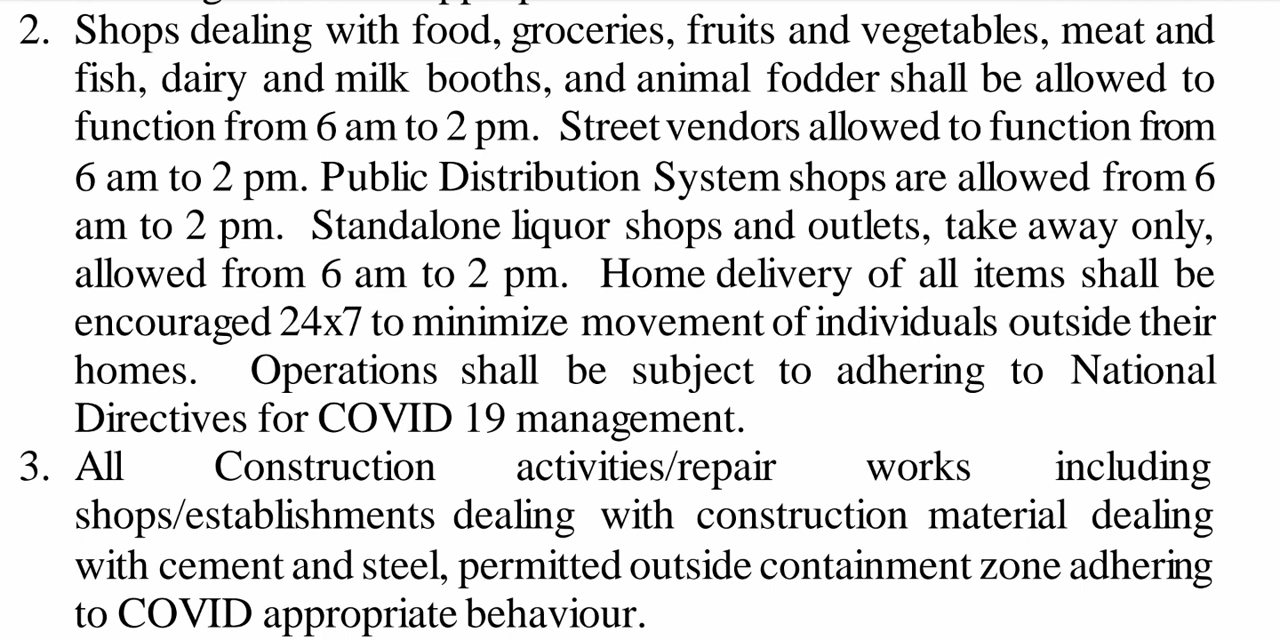 2. Shops dealing with food, groceries, fruits and vegetables, meat and
fish, dairy and milk booths, and animal fodder shall be allowed to
function from 6 am to 2 pm. Street vendors allowed to function from
6 am to 2 pm. Public Distribution System shops are allowed from 6
am to 2 pm. Standalone liquor shops and outlets, take away only,
allowed from 6 am to 2 pm. Home delivery of all items shall be
encouraged 24x7 to minimize movement of individuals outside their
homes. Operations shall be subject to adhering to National
Directives for COVID 19 management.
3. All Construction activities/repair works including
shops/establishments dealing with construction material dealing
with cement and steel, permitted outside containment zone adhering
to COVID appropriate behaviour.